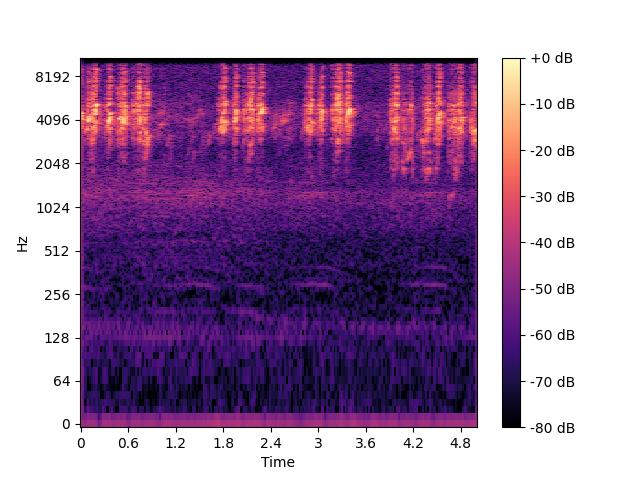 8192
4096
2048
1024
512
256
128
64
0
Hz
0 0.6 1.2 1.8 2.4 3 3.6 4.2 4.8
Time
+0 dB
-10 dB
-20 dB
-30 dB
-40 dB
-50 dB
-60 dB
-70 dB
-80 dB